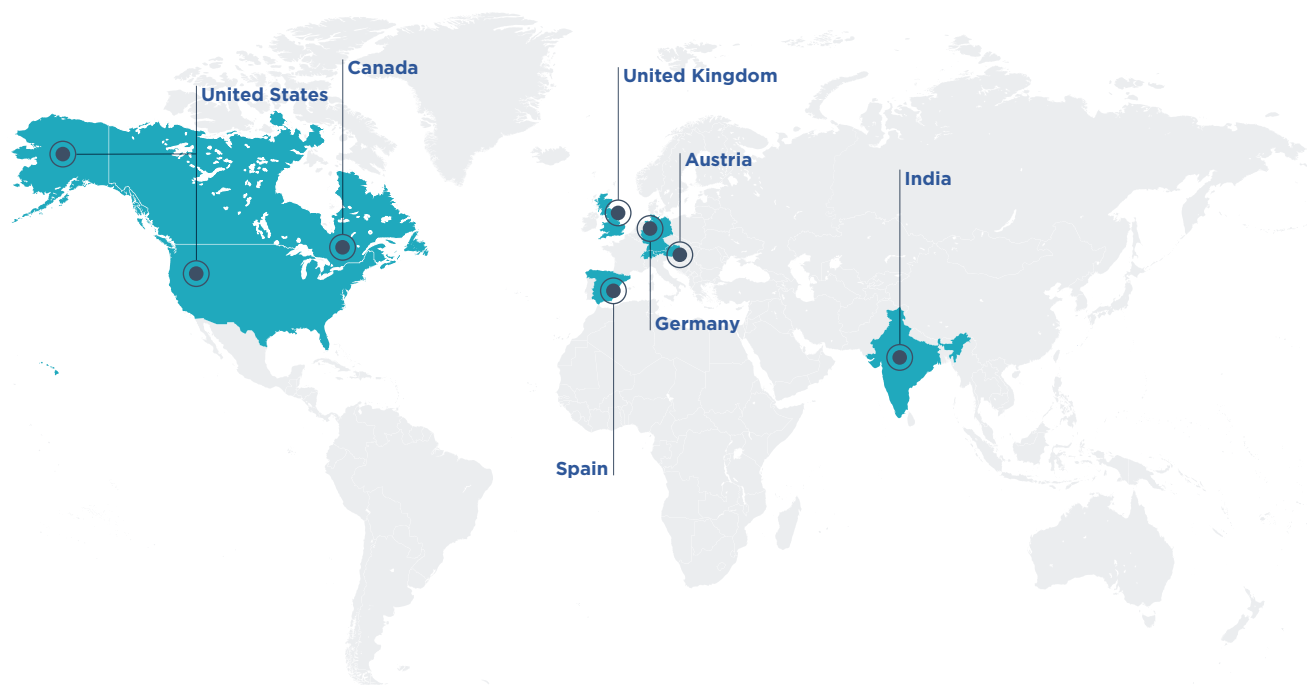 Canada
United Kingdom
United States
Austria
India
Germany
Spain